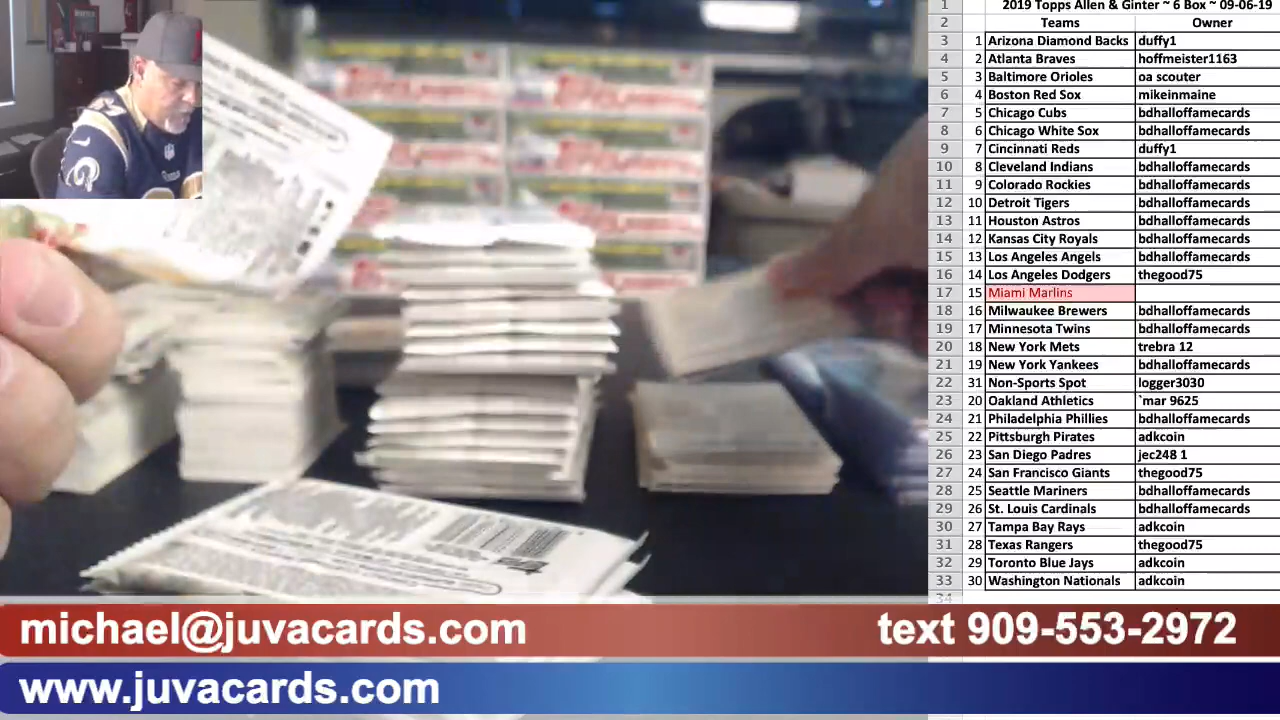 1 2019 Topps Allen & Ginter ~ 6 Box ~ 09-06-19
2 Teams Owner
3 1 Arizona Diamond Backs duffy1
4 2 Atlanta Braves hoffmeister1163
5 3 Baltimore Orioles oa scouter
6 4 Boston Red Sox mikeinmaine
7 5 Chicago Cubs bdhalloffamecards
8 6 Chicago White Sox bdhalloffamecards
9 7 Cincinnati Reds duffy1
10 8 Cleveland Indians bdhalloffamecards
11 9 Colorado Rockies bdhalloffamecards
12 10 Detroit Tigers bdhalloffamecards
13 11 Houston Astros bdhalloffamecards
14 12 Kansas City Royals bdhalloffamecards
15 13 Los Angeles Angels bdhalloffamecards
16 14 Los Angeles Dodgers thegood75
17 15 Miami Marlins
18 16 Milwaukee Brewers bdhalloffamecards
19 17 Minnesota Twins bdhalloffamecards
20 18 New York Mets trebra 12
21 19 New York Yankees bdhalloffamecards
22 31 Non-Sports Spot logger3030
23 20 Oakland Athletics `mar 9625
24 21 Philadelphia Phillies bdhalloffamecards
25 22 Pittsburgh Pirates adkcoin
26 23 San Diego Padres jec248 1
27 24 San Francisco Giants thegood75
28 25 Seattle Mariners bdhalloffamecards
29 26 St. Louis Cardinals bdhalloffamecards
30 27 Tampa Bay Rays adkcoin
31 28 Texas Rangers thegood75
32 29 Toronto Blue Jays adkcoin
33 30 Washington Nationals adkcoin
34
michael@juvacards.com text 909-553-2972
www.juvacards.com